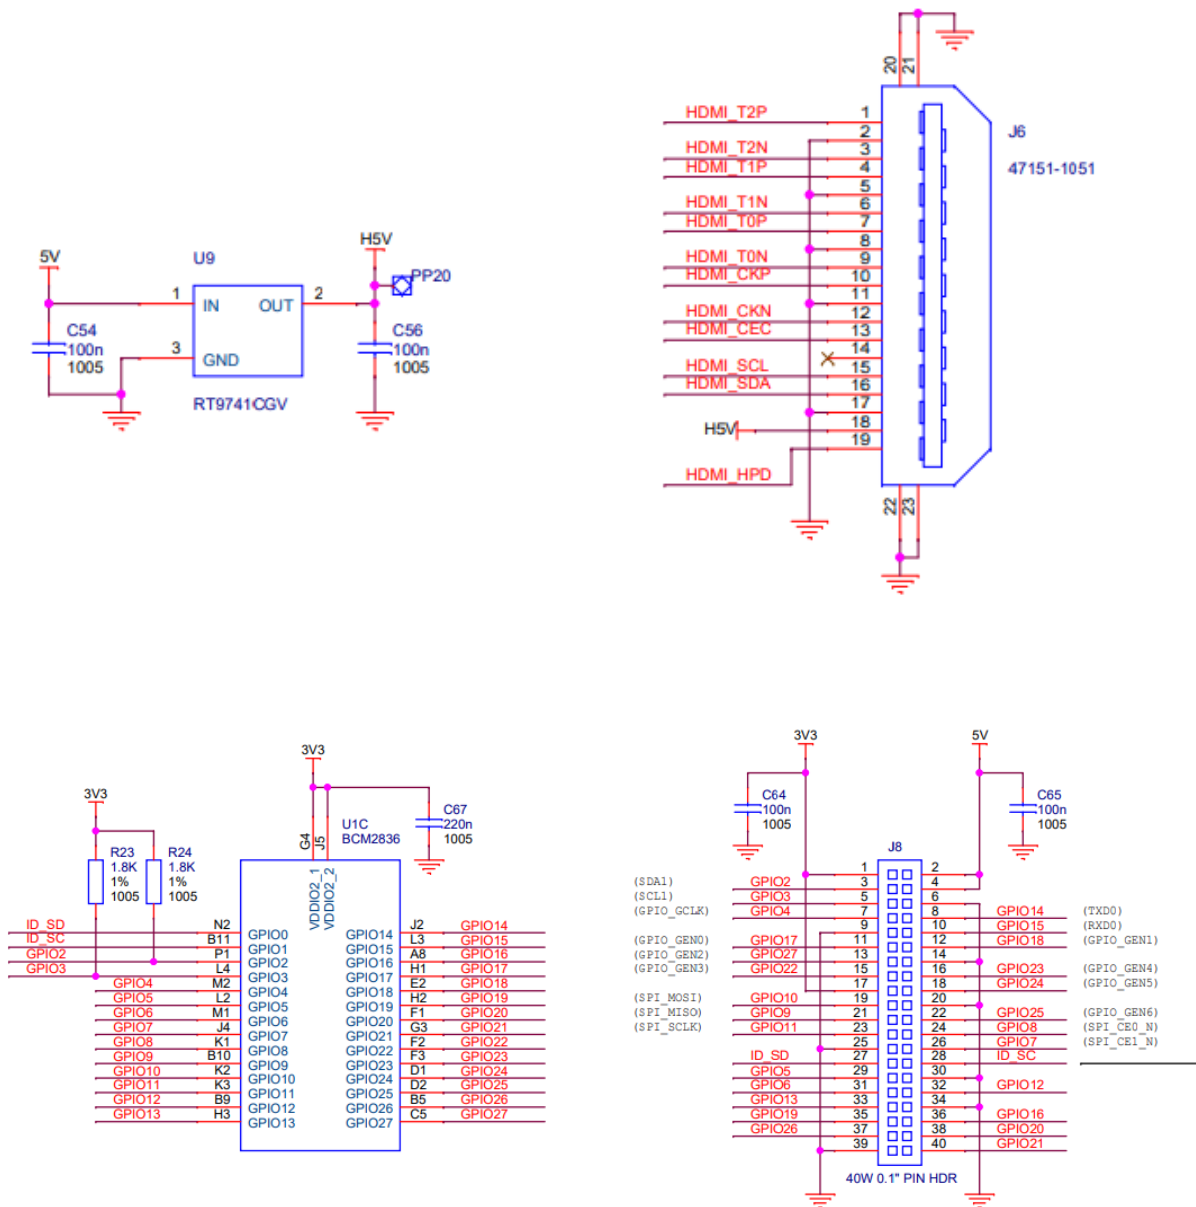 5V
U9
1
IN
OUT
2
3
GND
C54
100n
1005
RT9741CGV
H5V
PP20
C56
100n
1005
20
21
J6
47151-1051
HDMI_T2P
1
2
HDMI_T2N
3
HDMI_T1P
4
5
HDMI_T1N
6
HDMI_T0P
7
8
HDMI_T0N
9
HDMI_CKP
10
11
HDMI_CKN
12
HDMI_CEC
13
14
HDMI_SCL
15
HDMI_SDA
16
17
H5V
18
19
HDMI_HPD
22
23
3V3
3V3
R23
1.8K
1%
1005
R24
1.8K
1%
1005
G4
J5
U1C
BCM2836
C67
220n
1005
VDDIO2_1
VDDIO2_2
ID_SD N2 GPIO0
ID_SC B11 GPIO1
GPIO2 P1 GPIO2
GPIO3 L4 GPIO3
GPIO4 M2 GPIO4
GPIO5 L2 GPIO5
GPIO6 M1 GPIO6
GPIO7 J4 GPIO7
GPIO8 K1 GPIO8
GPIO9 B10 GPIO9
GPIO10 K2 GPIO10
GPIO11 K3 GPIO11
GPIO12 B9 GPIO12
GPIO13 H3 GPIO13
GPIO14 J2 GPIO14
GPIO15 L3 GPIO15
GPIO16 A8 GPIO16
GPIO17 H1 GPIO17
GPIO18 E2 GPIO18
GPIO19 H2 GPIO19
GPIO20 F1 GPIO20
GPIO21 G3 GPIO21
GPIO22 F2 GPIO22
GPIO23 F3 GPIO23
GPIO24 D1 GPIO24
GPIO25 D2 GPIO25
GPIO26 B5 GPIO26
GPIO27 C5 GPIO27
3V3
5V
C64
100n
1005
C65
100n
1005
J8
1 2
(SDA1) GPIO2 3 4
(SCL1) GPIO3 5 6
(GPIO_GCLK) GPIO4 7 8 GPIO14 (TXD0)
9 10 GPIO15 (RXD0)
(GPIO_GEN0) GPIO17 11 12 GPIO18 (GPIO_GEN1)
(GPIO_GEN2) GPIO27 13 14
(GPIO_GEN3) GPIO22 15 16 GPIO23 (GPIO_GEN4)
17 18 GPIO24 (GPIO_GEN5)
(SPI_MOSI) GPIO10 19 20
(SPI_MISO) GPIO9 21 22 GPIO25 (GPIO_GEN6)
(SPI_SCLK) GPIO11 23 24 GPIO8 (SPI_CE0_N)
25 26 GPIO7 (SPI_CE1_N)
ID_SD 27 28 ID_SC
GPIO5 29 30
GPIO6 31 32 GPIO12
GPIO13 33 34
GPIO19 35 36 GPIO16
GPIO26 37 38 GPIO20
39 40 GPIO21
40W 0.1" PIN HDR